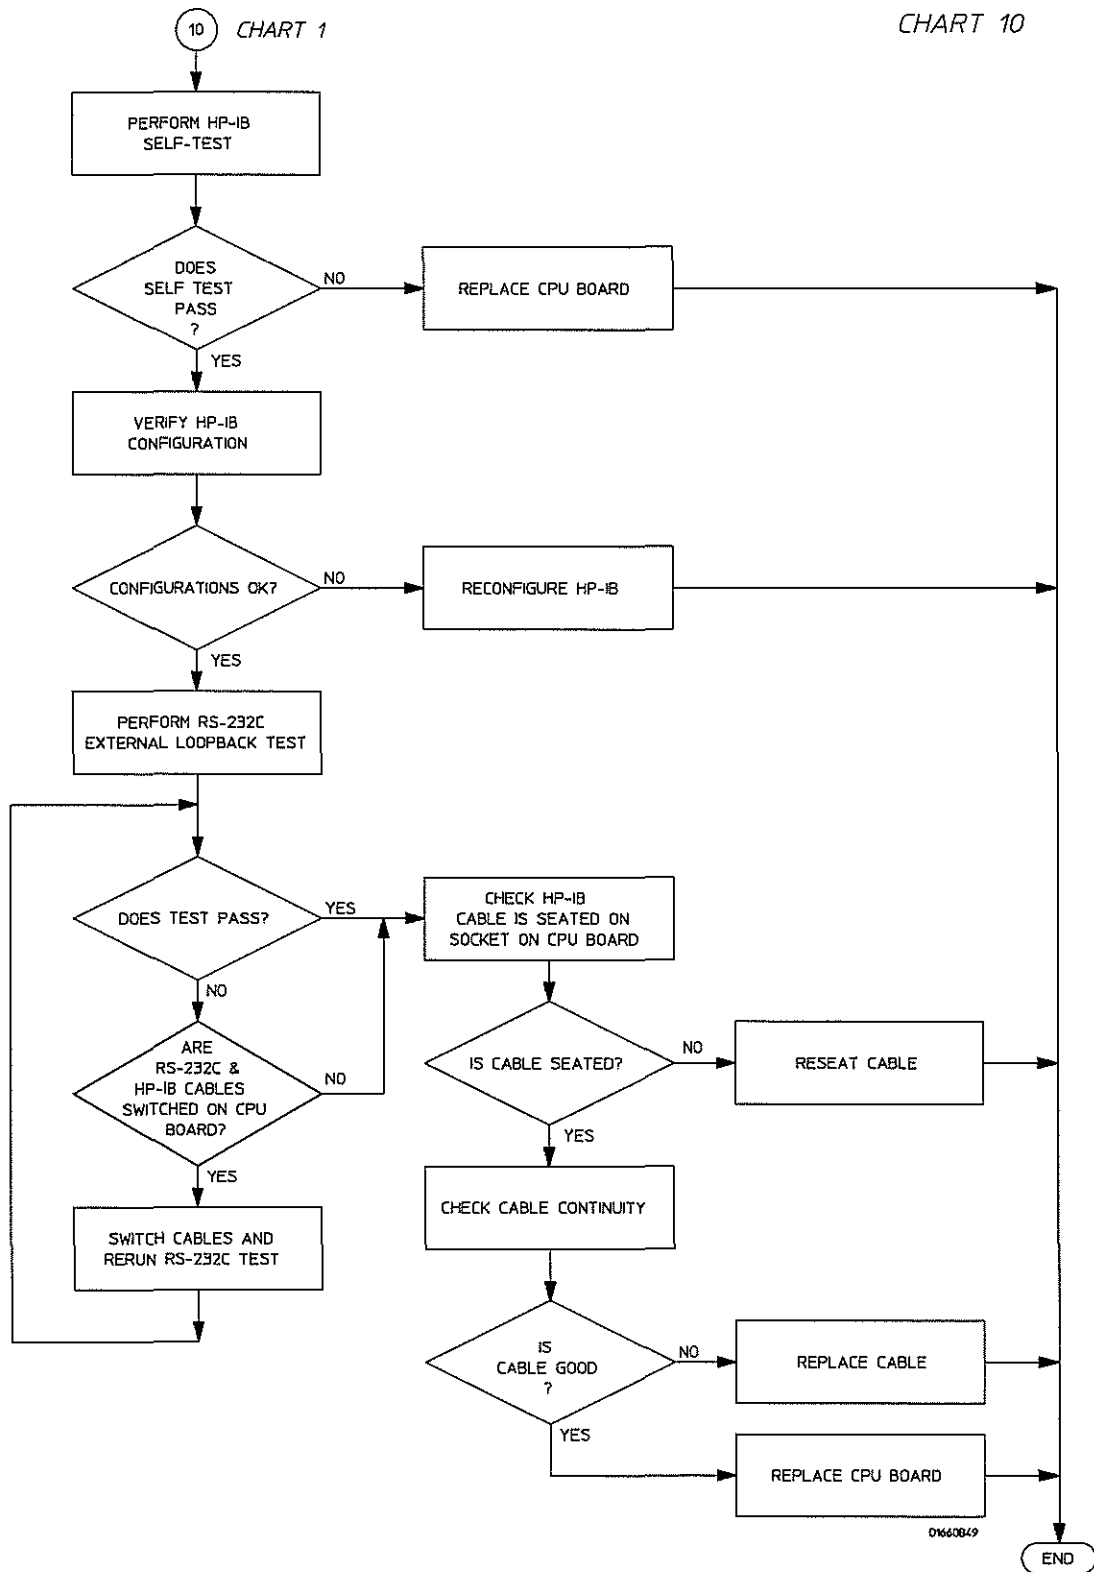 10 CHART 1
CHART 10
PERFORM HP-IB
SELF-TEST
DOES
SELF TEST
PASS
?
NO
REPLACE CPU BOARD
YES
VERIFY HP-IB
CONFIGURATION
CONFIGURATIONS OK?
NO
RECONFIGURE HP-IB
YES
PERFORM RS-232C
EXTERNAL LOOPBACK TEST
DOES TEST PASS?
YES
CHECK HP-IB
CABLE IS SEATED ON
SOCKET ON CPU BOARD
NO
ARE
RS-232C &
HP-IB CABLES
SWITCHED ON CPU
BOARD?
NO
IS CABLE SEATED?
NO
RESEAT CABLE
YES
YES
CHECK CABLE CONTINUITY
SWITCH CABLES AND
RERUN RS-232C TEST
IS
CABLE GOOD
?
NO
REPLACE CABLE
YES
REPLACE CPU BOARD
01660B49
END